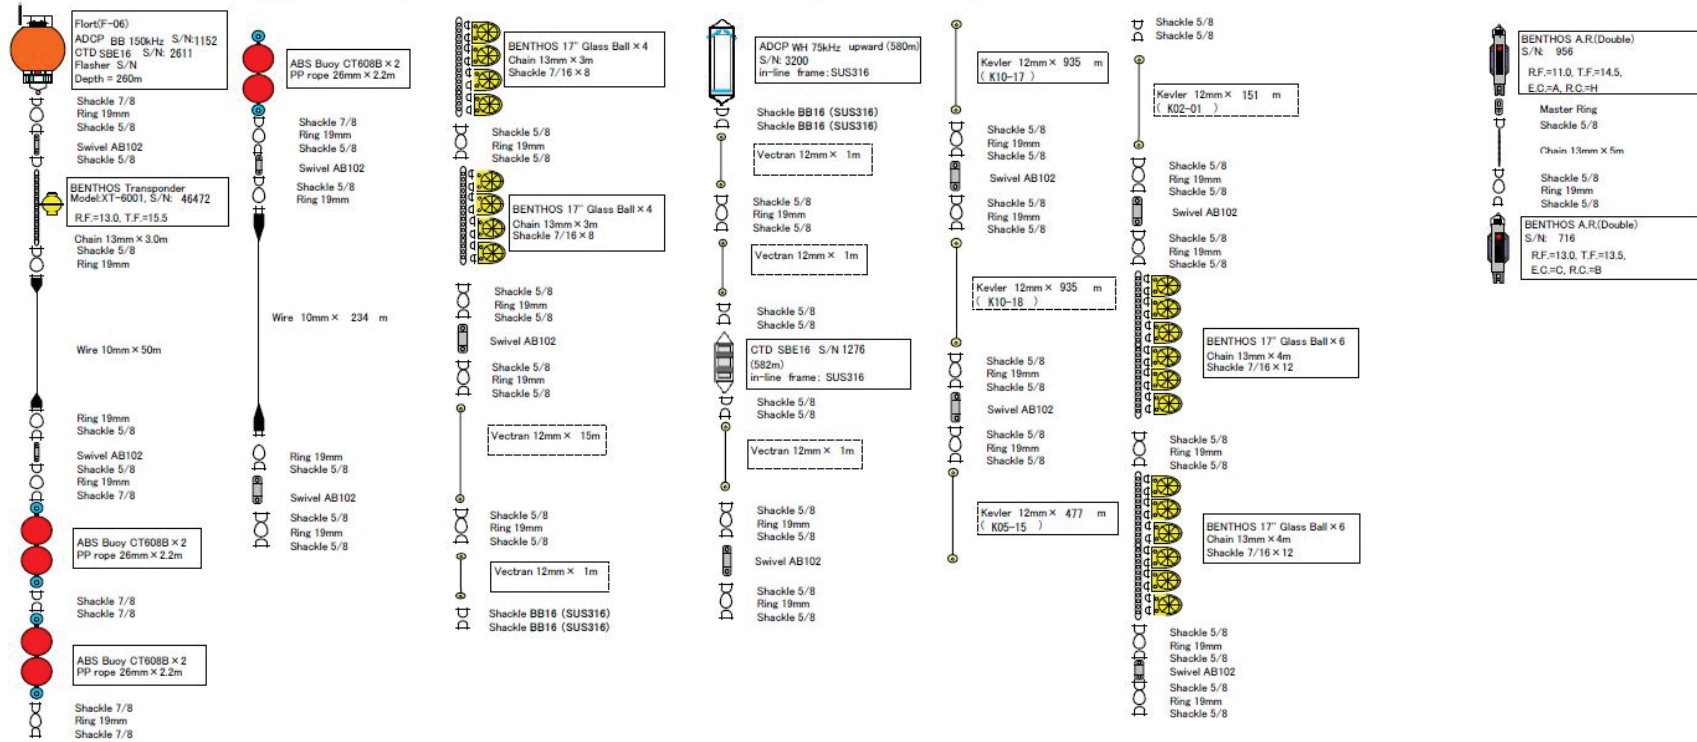 Flort(F-06)
ADCP BB 150kHz S/N:1152
CTD SBE16 S/N: 2611
Flasher S/N
Depth = 260m
Shackle 7/8
Ring 19mm
Shackle 5/8
Swivel AB102
Shackle 5/8
BENTHOS Transponder
Model:XT-6001, S/N: 46472
R.F.=13.0, T.F.=15.5
Chain 13mm×3.0m
Shackle 5/8
Ring 19mm
Wire 10mm×50m
Ring 19mm
Shackle 5/8
Swivel AB102
Shackle 5/8
Ring 19mm
Shackle 7/8
ABS Buoy CT608B×2
PP rope 26mm×2.2m
Shackle 7/8
Shackle 7/8
ABS Buoy CT608B×2
PP rope 26mm×2.2m
Shackle 7/8
Ring 19mm
Shackle 7/8
ABS Buoy CT608B×2
PP rope 26mm×2.2m
Shackle 7/8
Ring 19mm
Shackle 5/8
Swivel AB102
Shackle 5/8
Ring 19mm
Wire 10mm× 234 m
Ring 19mm
Shackle 5/8
Swivel AB102
Shackle 5/8
Ring 19mm
Shackle 5/8
BENTHOS 17" Glass Ball×4
Chain 13mm×3m
Shackle 7/16×8
Shackle 5/8
Ring 19mm
Shackle 5/8
BENTHOS 17" Glass Ball×4
Chain 13mm×3m
Shackle 7/16×8
Shackle 5/8
Ring 19mm
Shackle 5/8
Swivel AB102
Shackle 5/8
Ring 19mm
Shackle 5/8
Vectran 12mm× 15m
Shackle 5/8
Ring 19mm
Shackle 5/8
Vectran 12mm× 1m
Shackle BB16 (SUS316)
Shackle BB16 (SUS316)
ADCP WH 75kHz upward (580m)
S/N: 3200
in-line frame:SUS316
Shackle BB16 (SUS316)
Shackle BB16 (SUS316)
Vectran 12mm× 1m
Shackle 5/8
Ring 19mm
Shackle 5/8
Vectran 12mm× 1m
Shackle 5/8
Shackle 5/8
CTD SBE16 S/N 1276
(582m)
in-line frame: SUS316
Shackle 5/8
Shackle 5/8
Vectran 12mm× 1m
Shackle 5/8
Ring 19mm
Shackle 5/8
Swivel AB102
Shackle 5/8
Ring 19mm
Shackle 5/8
Kevler 12mm× 935 m
( K10-17 )
Shackle 5/8
Ring 19mm
Shackle 5/8
Swivel AB102
Shackle 5/8
Ring 19mm
Shackle 5/8
Kevler 12mm× 935 m
( K10-18 )
Shackle 5/8
Ring 19mm
Shackle 5/8
Swivel AB102
Shackle 5/8
Ring 19mm
Shackle 5/8
Kevler 12mm× 477 m
( K05-15 )
Shackle 5/8
Shackle 5/8
Kevler 12mm× 151 m
( K02-01 )
Shackle 5/8
Ring 19mm
Shackle 5/8
Swivel AB102
Shackle 5/8
Ring 19mm
Shackle 5/8
BENTHOS 17" Glass Ball×6
Chain 13mm×4m
Shackle 7/16×12
Shackle 5/8
Ring 19mm
Shackle 5/8
BENTHOS 17" Glass Ball×6
Chain 13mm×4m
Shackle 7/16×12
Shackle 5/8
Ring 19mm
Shackle 5/8
Swivel AB102
Shackle 5/8
Ring 19mm
Shackle 5/8
BENTHOS A.R.(Double)
S/N: 956
R.F.=11.0, T.F.=14.5,
E.C.=A, R.C.=H
Master Ring
Shackle 5/8
Chain 13mm×5m
Shackle 5/8
Ring 19mm
Shackle 5/8
BENTHOS A.R.(Double)
S/N: 716
R.F.=13.0, T.F.=13.5,
E.C.=C, R.C.=B